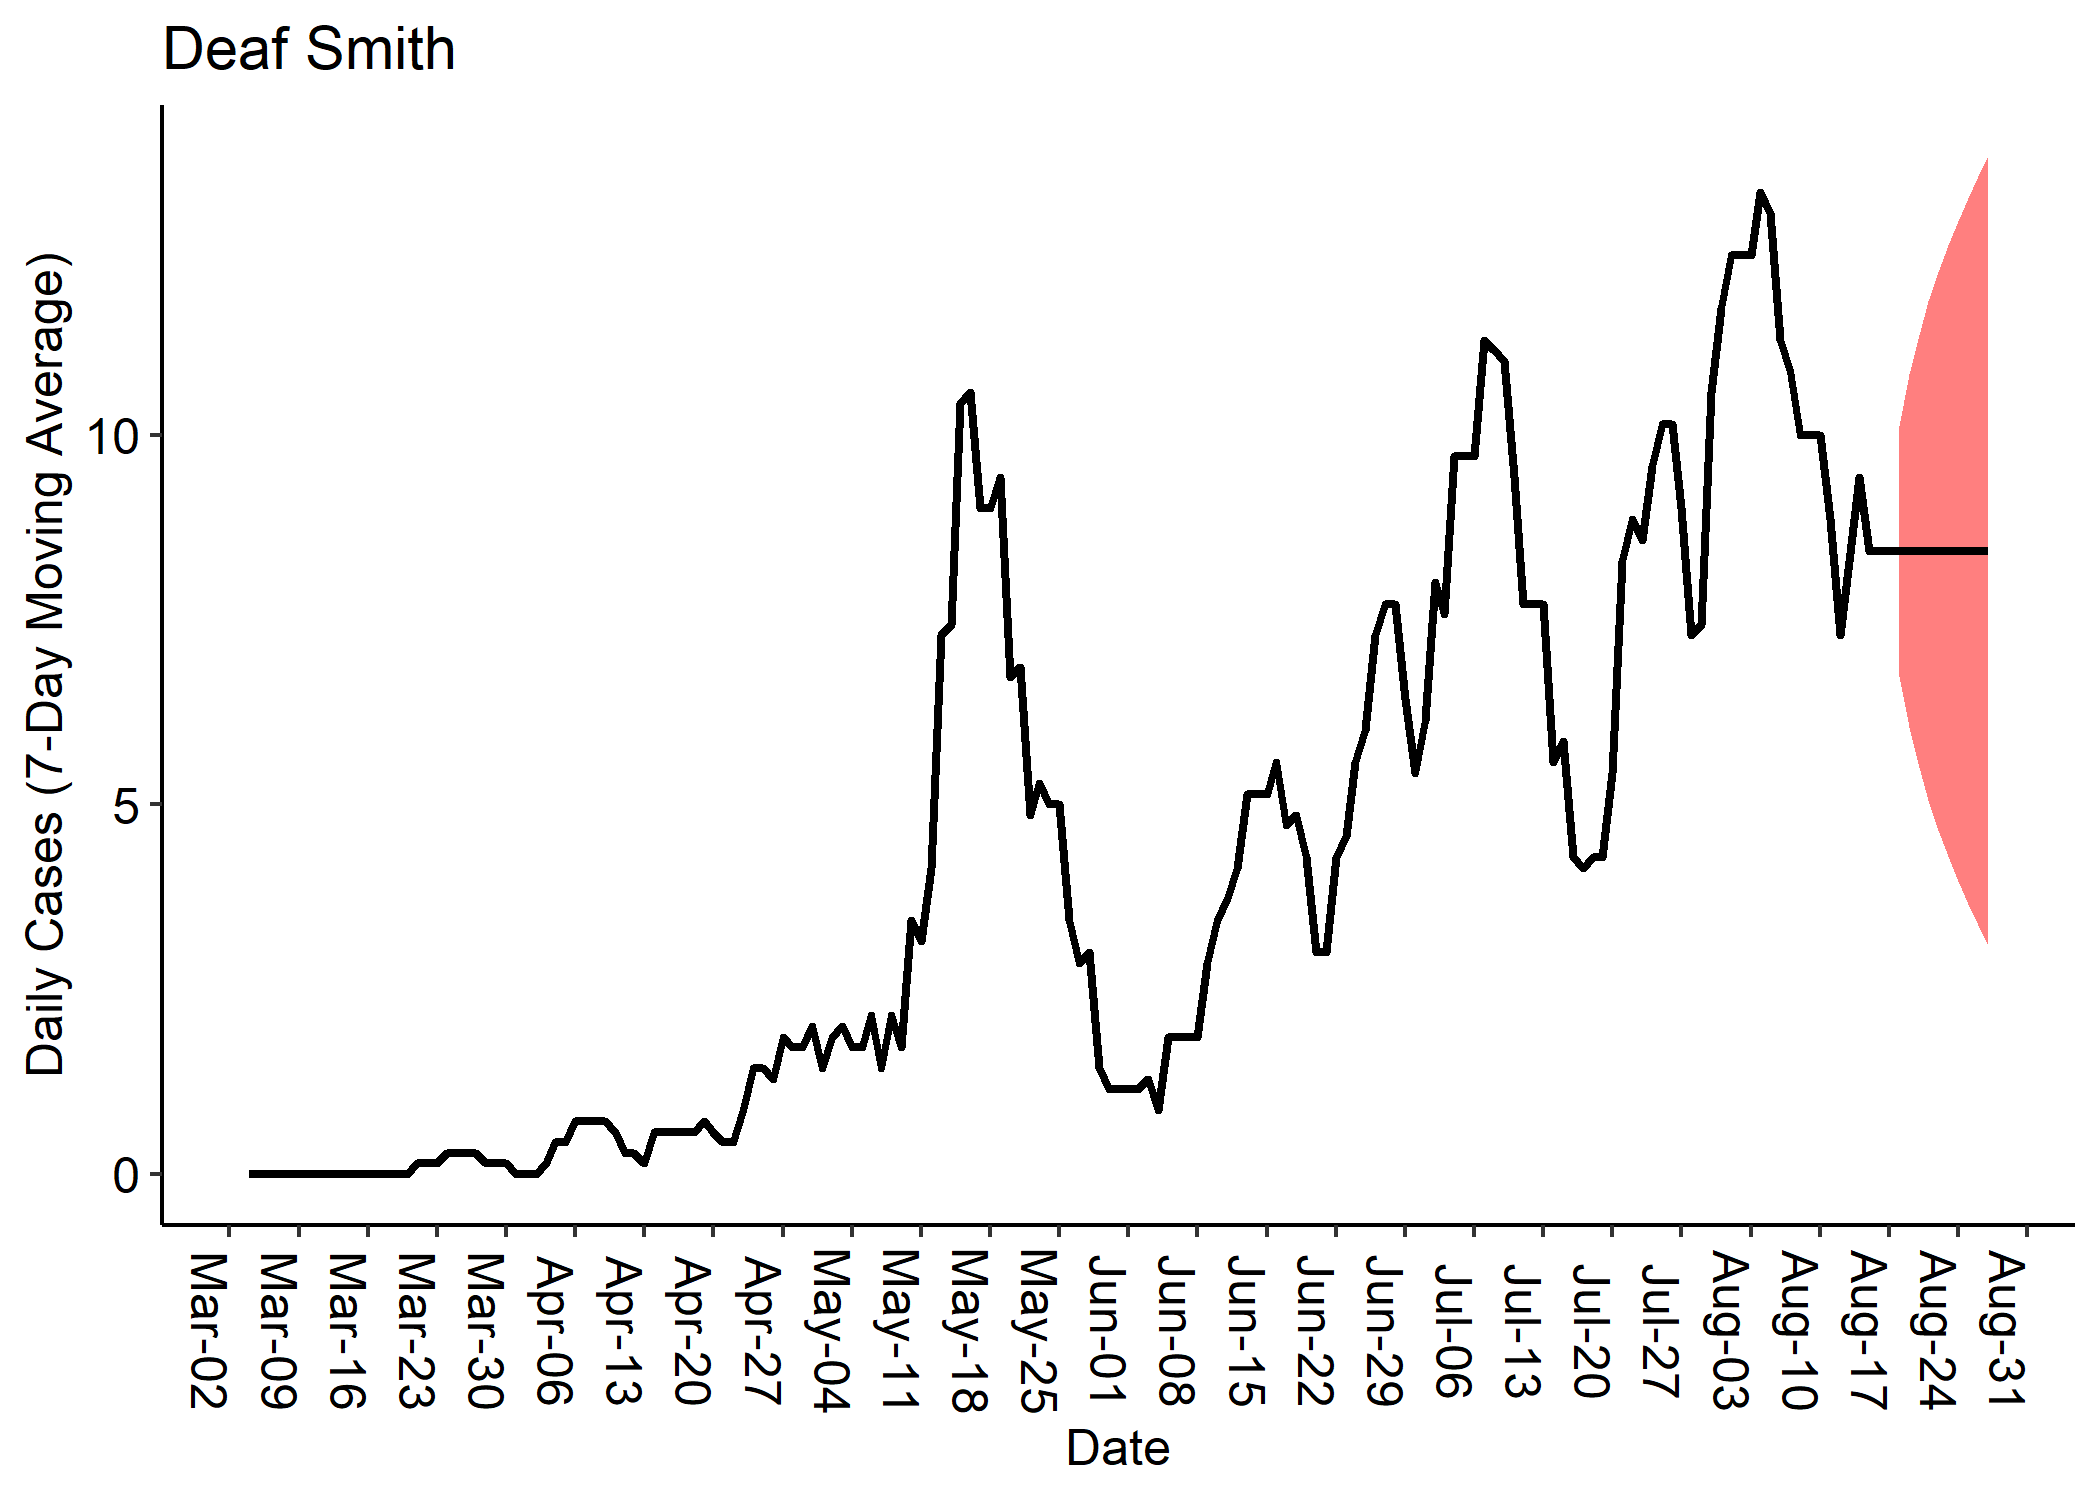 Deaf Smith
Daily Cases (7-Day Moving Average)
10
5
0
Mar-02
Mar-09
Mar-16
Mar-23
Mar-30
Apr-06
Apr-13
Apr-20
Apr-27
May-04
May-11
May-18
May-25
Jun-01
Jun-08
Jun-15
Jun-22
Jun-29
Jul-06
Jul-13
Jul-20
Jul-27
Aug-03
Aug-10
Aug-17
Aug-24
Aug-31
Date